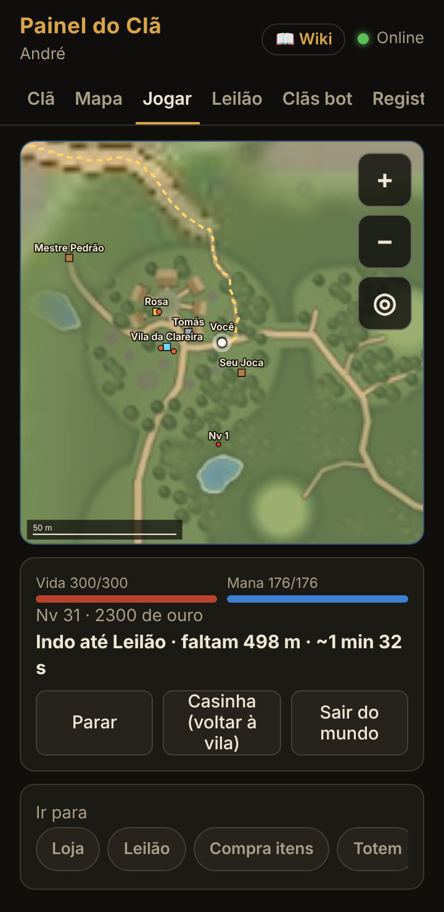 Painel do Clã
André
📖 Wiki
Online
Clã Mapa Jogar Leilão Clãs bot Regist
+
−
Mestre Pedrão
Rosa
Tomás
Você
Vila da Clareira
Seu Joca
Nv 1
50 m
Vida 300/300
Mana 176/176
Nv 31 · 2300 de ouro
Indo até Leilão · faltam 498 m · ~1 min 32
s
Parar
Casinha
(voltar à
vila)
Sair do
mundo
Ir para
Loja
Leilão
Compra itens
Totem